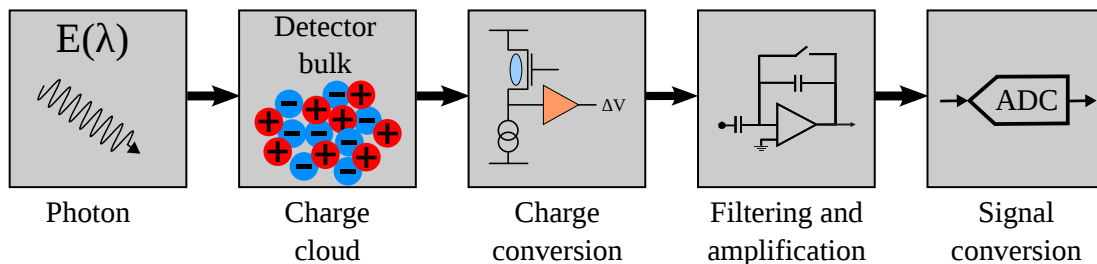 E(λ)
Photon
Detector
bulk
Charge
cloud
ΔV
Charge
conversion
Filtering and
amplification
ADC
Signal
conversion